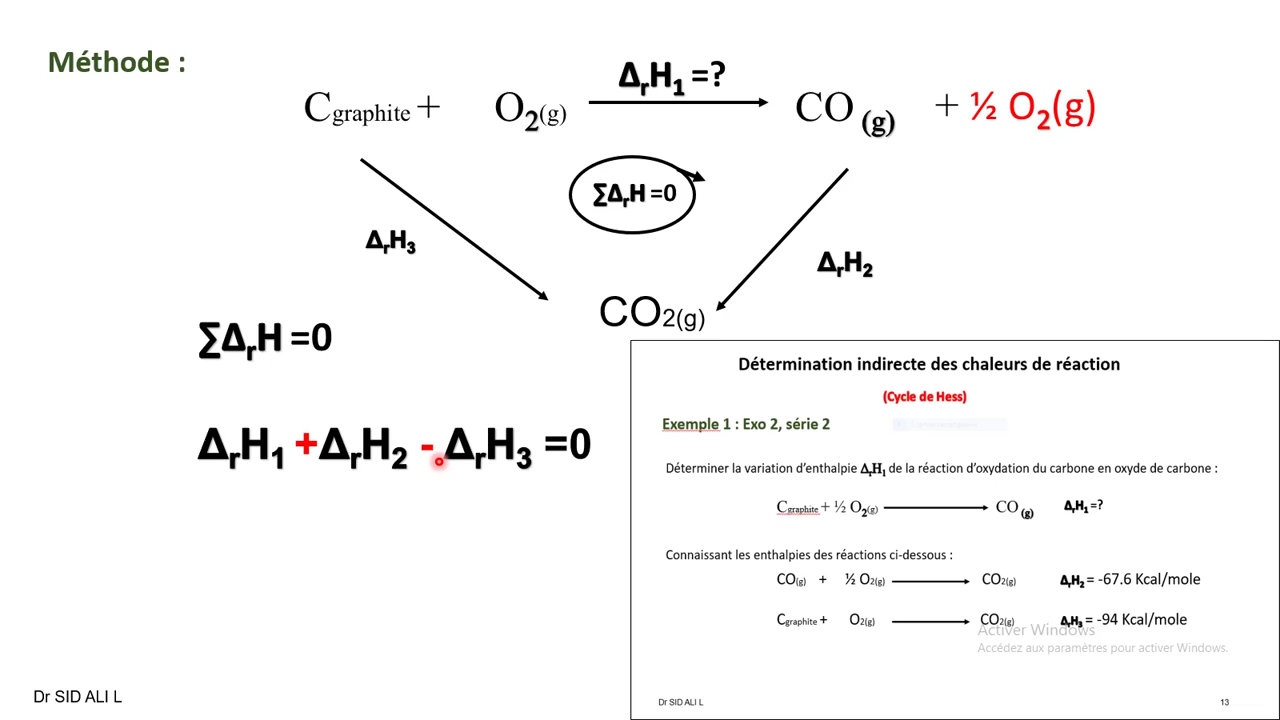 Méthode :
ΔrH1 =?
Cgraphite + O2(g) CO (g) + ½ O2(g)
∑ΔrH =0
ΔrH3
ΔrH2
CO2(g)
∑ΔrH =0
ΔrH1 +ΔrH2 - ΔrH3 =0
Détermination indirecte des chaleurs de réaction
(Cycle de Hess)
Exemple 1 : Exo 2, série 2
Déterminer la variation d'enthalpie ΔrH1 de la réaction d'oxydation du carbone en oxyde de carbone :
Cgraphite + ½ O2(g) CO (g) ΔrH1 =?
Connaissant les enthalpies des réactions ci-dessous :
CO(g) + ½ O2(g) CO2(g) ΔrH2 = -67.6 Kcal/mole
Cgraphite + O2(g) CO2(g) ΔrH3 = -94 Kcal/mole
Activer Windows
Accédez aux paramètres pour activer Windows.
Dr SID ALI L
Dr SID ALI L 13